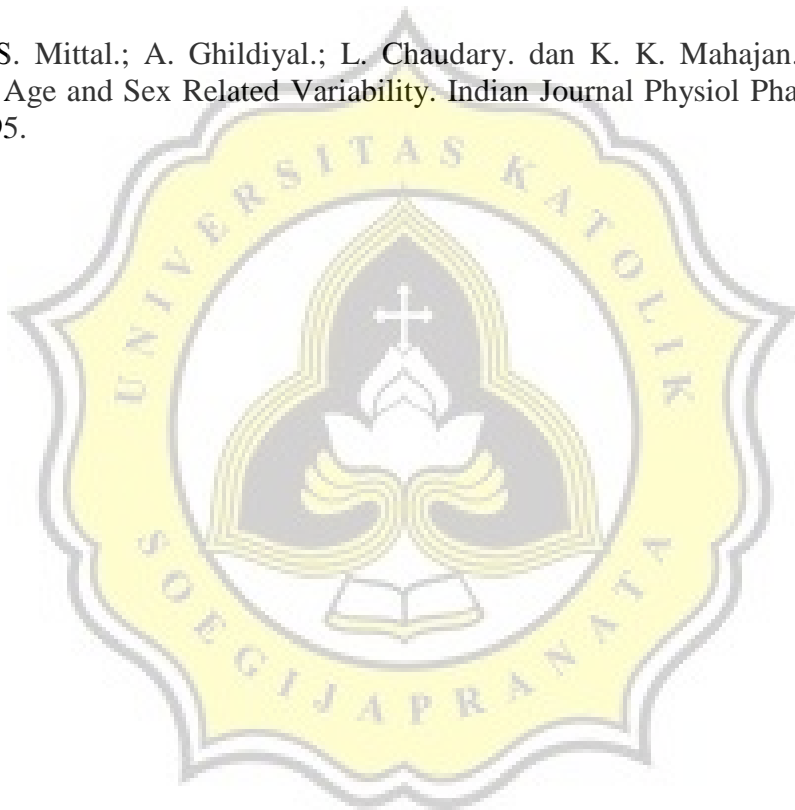 S. Mittal.; A. Ghildiyal.; L. Chaudary. dan K. K. Mahajan.
Age and Sex Related Variability. Indian Journal Physiol Pha
95.
UNIVERSITAS KATOLIK
SOEGIJAPRANATA